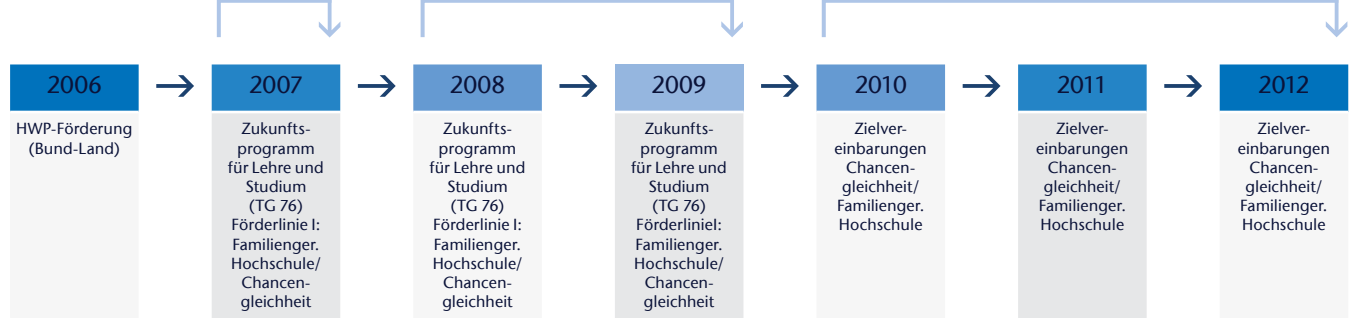 2006
HWP-Förderung
(Bund-Land)
2007
Zukunfts-
programm
für Lehre und
Studium
(TG 76)
Förderlinie I:
Familienger.
Hochschule/
Chancen-
gleichheit
2008
Zukunfts-
programm
für Lehre und
Studium
(TG 76)
Förderlinie I:
Familienger.
Hochschule/
Chancen-
gleichheit
2009
Zukunfts-
programm
für Lehre und
Studium
(TG 76)
FörderlinieI:
Familienger.
Hochschule/
Chancen-
gleichheit
2010
Zielver-
einbarungen
Chancen-
gleichheit/
Familienger.
Hochschule
2011
Zielver-
einbarungen
Chancen-
gleichheit/
Familienger.
Hochschule
2012
Zielver-
einbarungen
Chancen-
gleichheit/
Familienger.
Hochschule